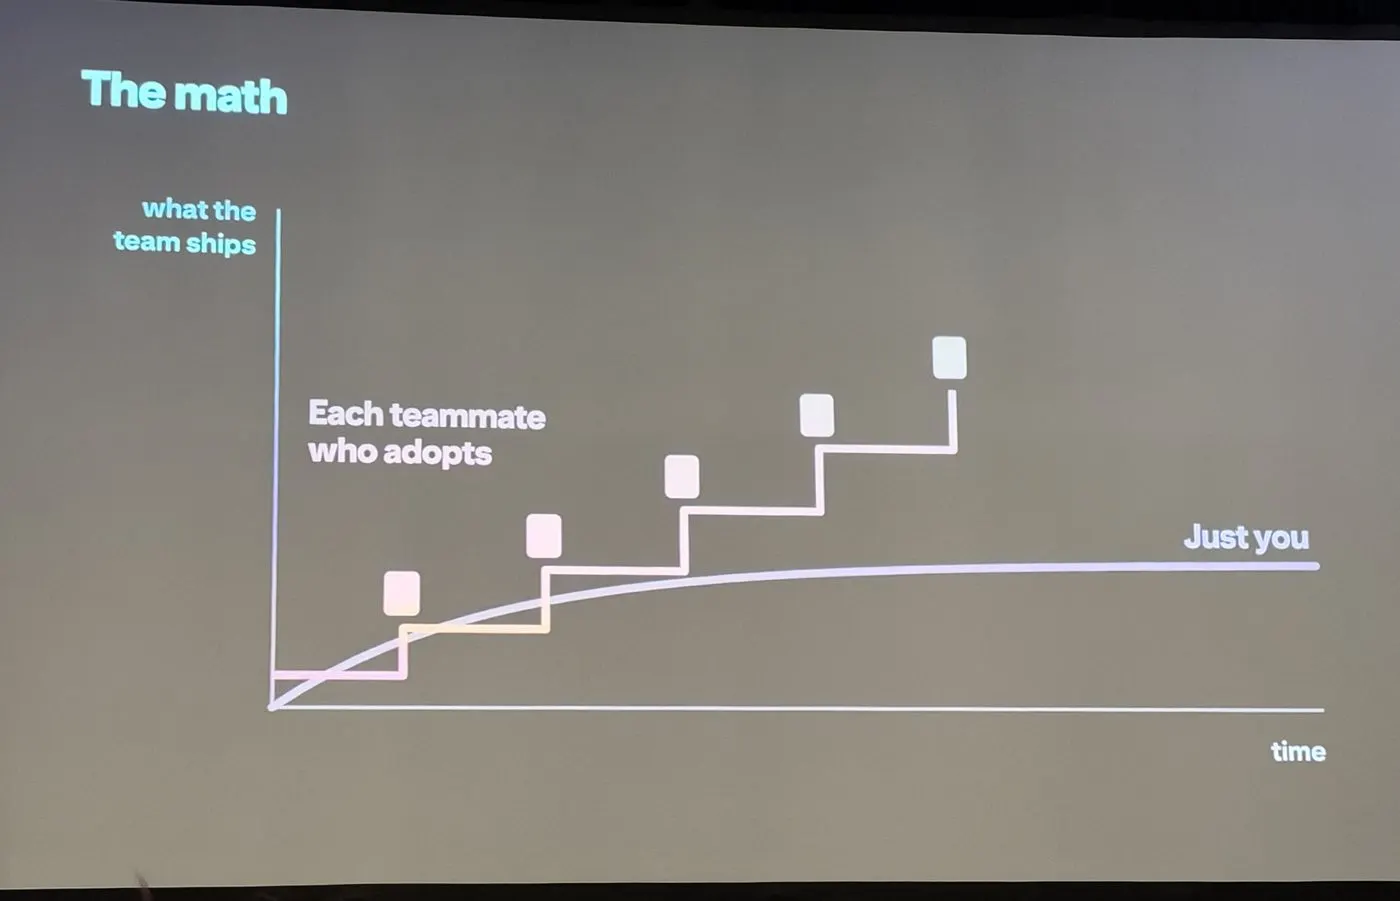 The math
what the
team ships
Each teammate
who adopts
Just you
time